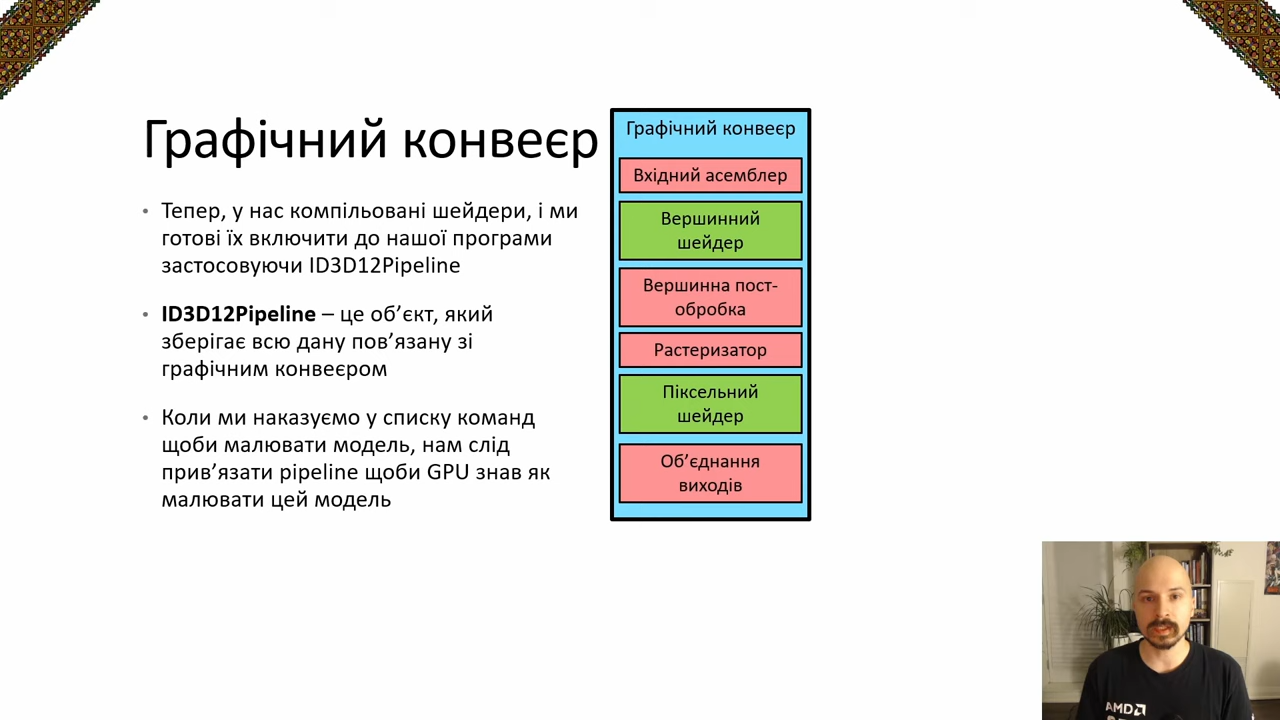 Графічний конвеєр
Тепер, у нас компільовані шейдери, і ми
готові їх включити до нашої програми
застосовуючи ID3D12Pipeline
ID3D12Pipeline – це об’єкт, який
зберігає всю дану пов’язану зі
графічним конвеєром
Коли ми наказуємо у списку команд
щоби малювати модель, нам слід
прив’язати pipeline щоби GPU знав як
малювати цей модель
Графічний конвеєр
Вхідний асемблер
Вершинний
шейдер
Вершинна пост-
обробка
Растеризатор
Піксельний
шейдер
Об’єднання
виходів
AMD